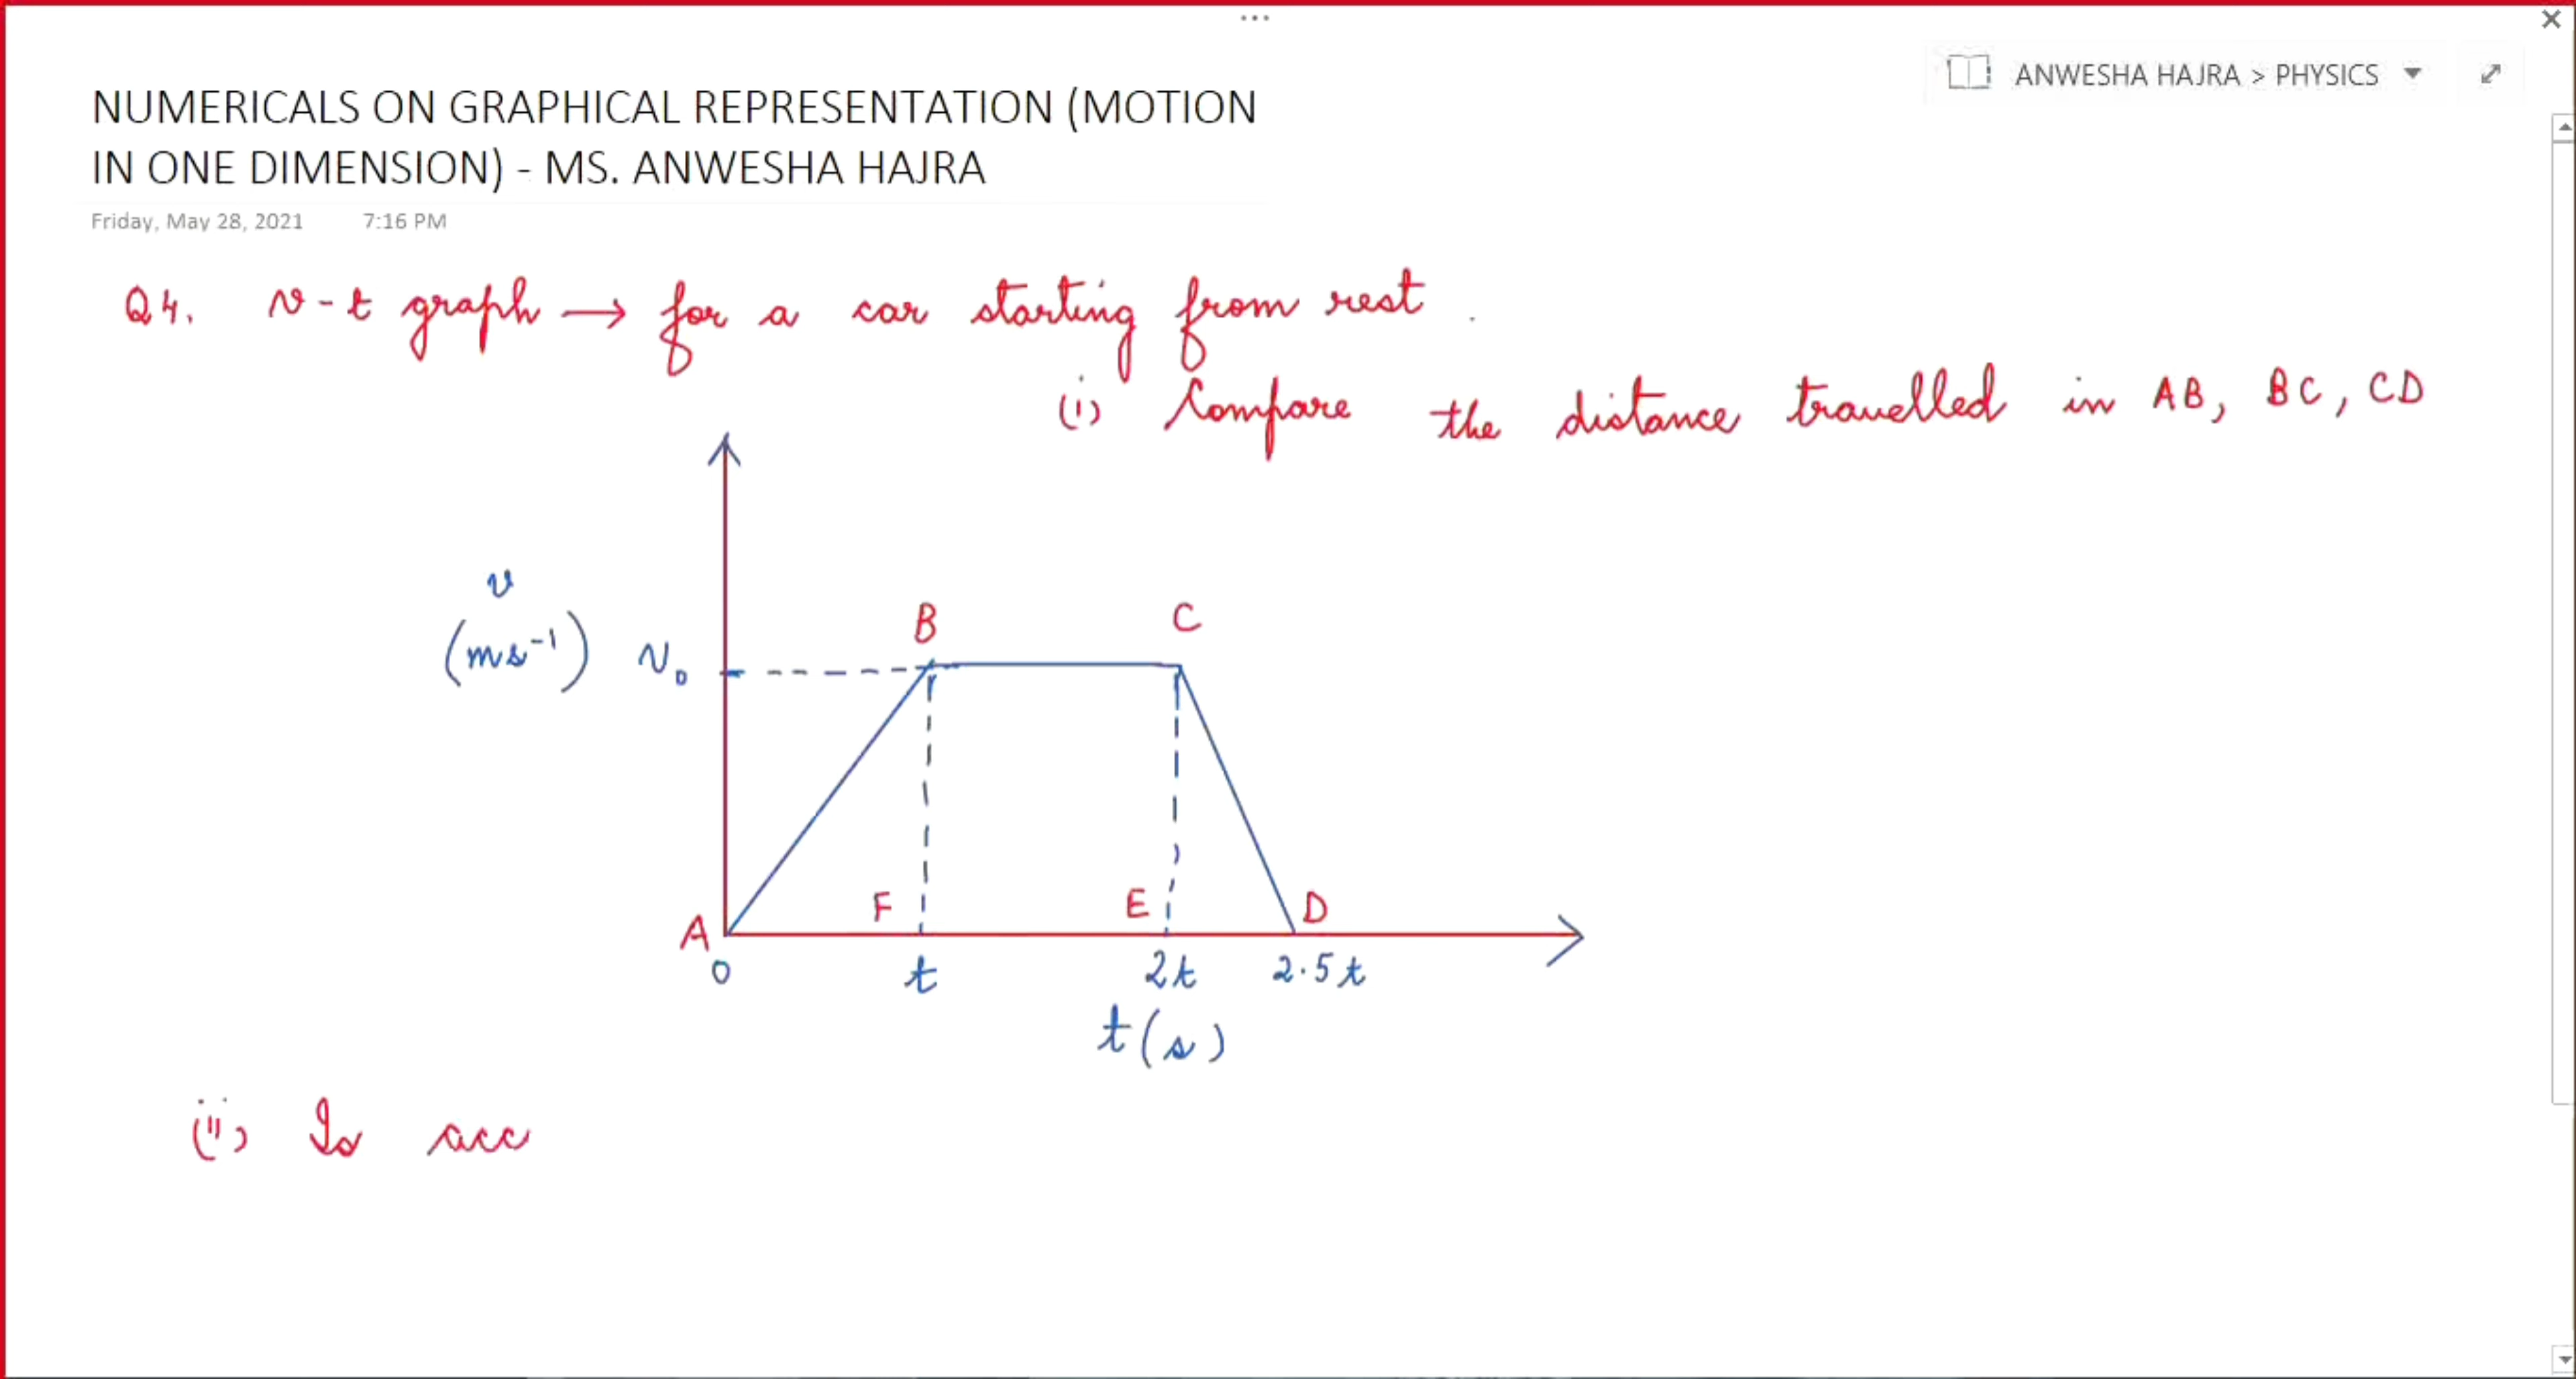 ANWESHA HAJRA > PHYSICS
NUMERICALS ON GRAPHICAL REPRESENTATION (MOTION
IN ONE DIMENSION) - MS. ANWESHA HAJRA
Friday, May 28, 2021 7:16 PM
Q4. v-t graph → for a car starting from rest.
(i) Compare the distance travelled in AB, BC, CD
v
(ms⁻¹)
v₀
B C
A F E D
0 t 2t 2.5t
t(s)
(ii) Is acc